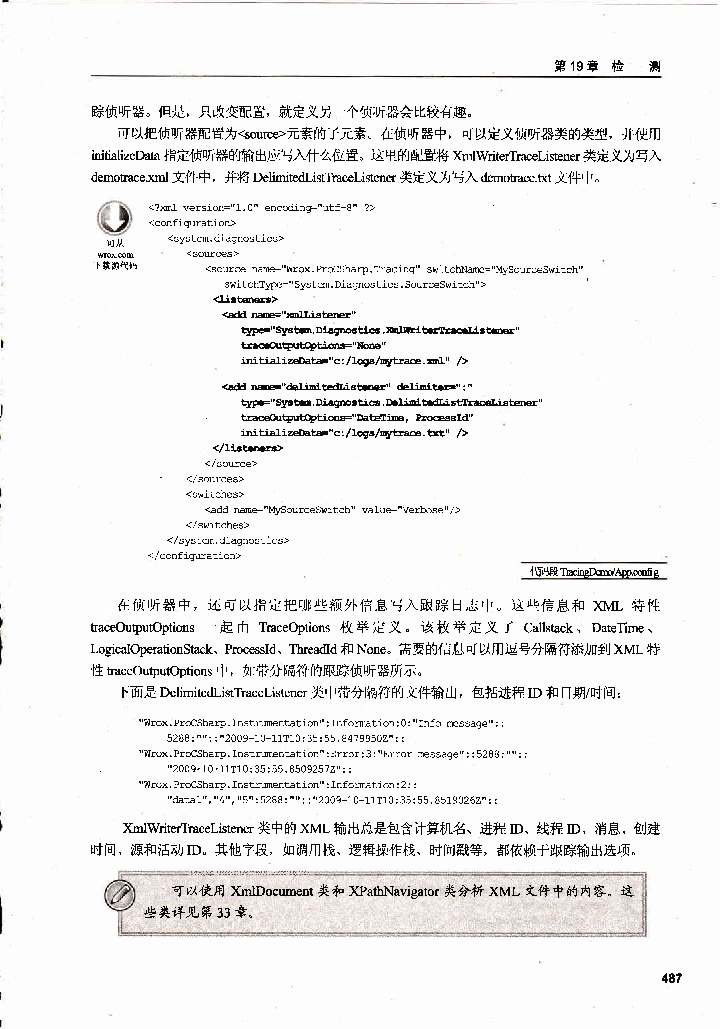 第 19 章 检 测
踪侦听器。但是，只改变配置，就定义另一个侦听器会比较有趣。
可以把侦听器配置为<source>元素的子元素。在侦听器中，可以定义侦听器类的类型，并使用
initializeData 指定侦听器的输出应写入什么位置。这里的配置将 XmlWriterTraceListener 类定义为写入
demotrace.xml 文件中，并将 DelimitedListTraceListener 类定义为写入 demotrace.txt 文件中。
可从
wrox.com
下载源代码
<?xml version="1.0" encoding="utf-8" ?>
<configuration>
<system.diagnostics>
<sources>
<source name="Wrox.ProCSharp.Tracing" switchName="MySourceSwitch"
switchType="System.Diagnostics.SourceSwitch">
<listeners>
<add name="xmlListener"
type="System.Diagnostics.XmlWriterTraceListener"
traceOutputOptions="None"
initializeData="c:/logs/mytrace.xml" />
<add name="delimitedListener" delimiter=":"
type="System.Diagnostics.DelimitedListTraceListener"
traceOutputOptions="DateTime, ProcessId"
initializeData="c:/logs/mytrace.txt" />
</listeners>
</source>
</sources>
<switches>
<add name="MySourceSwitch" value="Verbose"/>
</switches>
</system.diagnostics>
</configuration>
代码段 TracingDemo/App.config
在侦听器中，还可以指定把哪些额外信息写入跟踪日志中。这些信息和 XML 特性
traceOutputOptions 一起由 TraceOptions 枚举定义。该枚举定义了 Callstack、DateTime、
LogicalOperationStack、ProcessId、ThreadId 和 None。需要的信息可以用逗号分隔符添加到 XML 特
性 traceOutputOptions 中，如带分隔符的跟踪侦听器所示。
下面是 DelimitedListTraceListener 类中带分隔符的文件输出，包括进程 ID 和日期/时间：
"Wrox.ProCSharp.Instrumentation":Information:0:"Info message"::
5288:""::"2009-10-11T10:35:55.8479950Z"::
"Wrox.ProCSharp.Instrumentation":Error:3:"Error message"::5288:""::
"2009-10-11T10:35:55.8509257Z"::
"Wrox.ProCSharp.Instrumentation":Information:2::
"data1","4","5":5288:""::"2009-10-11T10:35:55.8519026Z"::
XmlWriterTraceListener 类中的 XML 输出总是包含计算机名、进程 ID、线程 ID、消息、创建
时间、源和活动 ID。其他字段，如调用栈、逻辑操作栈、时间戳等，都依赖于跟踪输出选项。
可以使用 XmlDocument 类和 XPathNavigator 类分析 XML 文件中的内容。这
些类详见第 33 章。
487